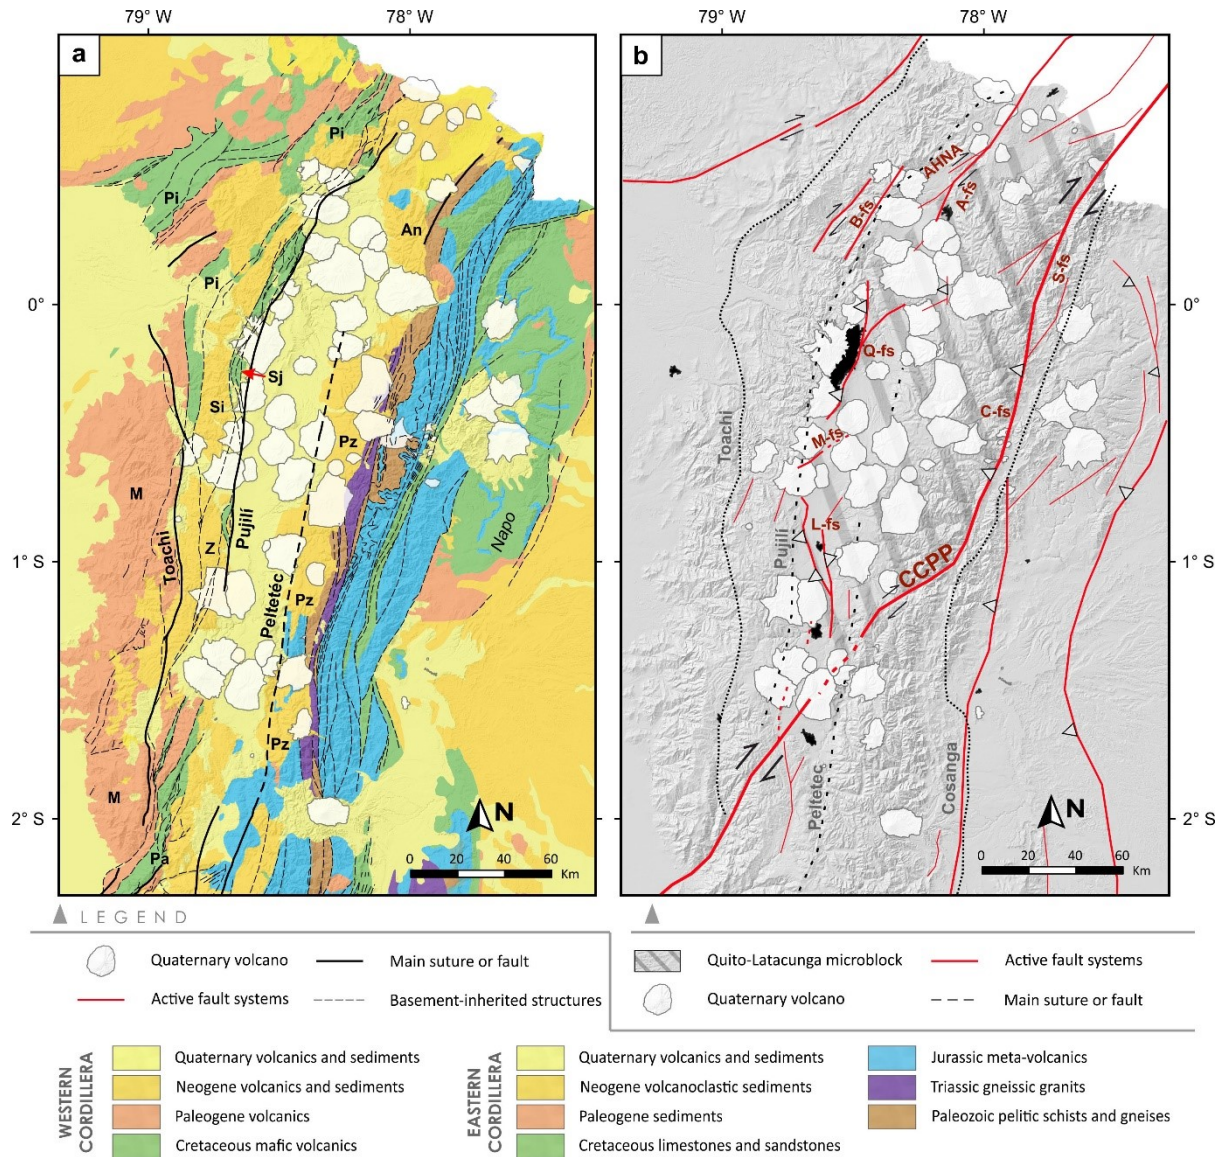 79° W
78° W
79° W
78° W
a
b
Pi
Pi
An
Pi
0°
0°
Sj
Si
Pz
M
Toachi
Pujilí
Z
Napo
1° S
1° S
Peltetéc
Pz
Pz
M
Pa
2° S
2° S
N
0 20 40 60
Km
AHNA
B-fs
A-fs
S-fs
Q-fs
Toachi
M-fs
C-fs
L-fs
Pujilí
CCPP
Peltetec
Cosanga
N
0 20 40 60
Km
LEGEND
Quaternary volcano
Main suture or fault
Active fault systems
Basement-inherited structures
Quito-Latacunga microblock
Active fault systems
Quaternary volcano
Main suture or fault
WESTERN CORDILLERA
Quaternary volcanics and sediments
Neogene volcanics and sediments
Paleogene volcanics
Cretaceous mafic volcanics
EASTERN CORDILLERA
Quaternary volcanics and sediments
Neogene volcanoclastic sediments
Paleogene sediments
Cretaceous limestones and sandstones
Jurassic meta-volcanics
Triassic gneissic granits
Paleozoic pelitic schists and gneises